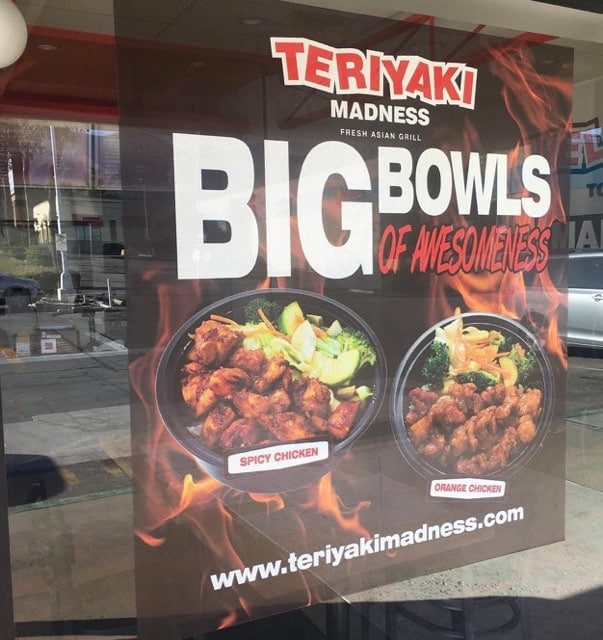 TERIYAKI
MADNESS
FRESH ASIAN GRILL
BIG BOWLS
OF AWESOMENESS
SPICY CHICKEN
ORANGE CHICKEN
www.teriyakimadness.com